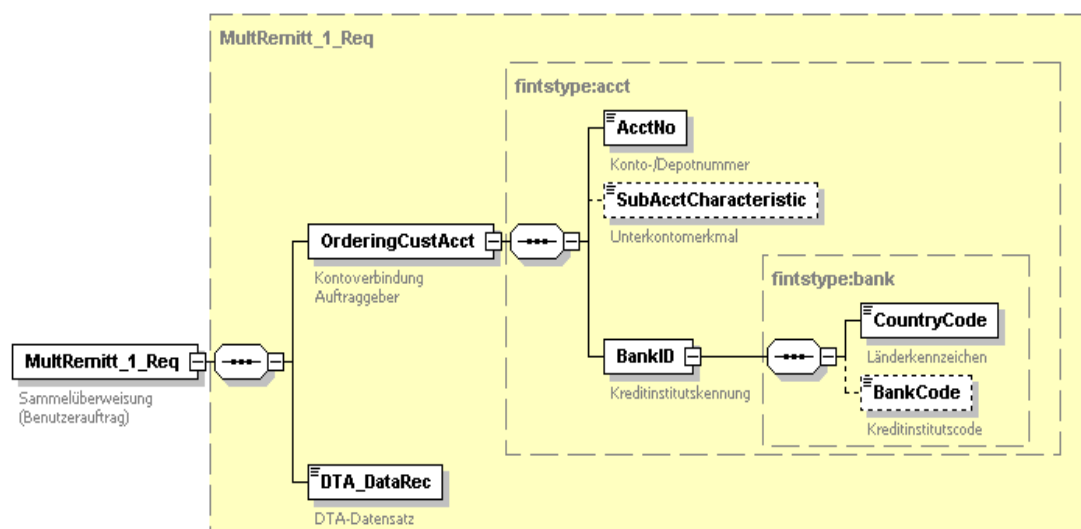 MultRemitt_1_Req
fintstype:acct
AcctNo
Konto-/Depotnummer
SubAcctCharacteristic
Unterkontomerkmal
OrderingCustAcct
Kontoverbindung
Auftraggeber
fintstype:bank
CountryCode
Länderkennzeichen
BankID
Kreditinstitutskennung
BankCode
Kreditinstitutscode
MultRemitt_1_Req
Sammelüberweisung
(Benutzerauftrag)
DTA_DataRec
DTA-Datensatz